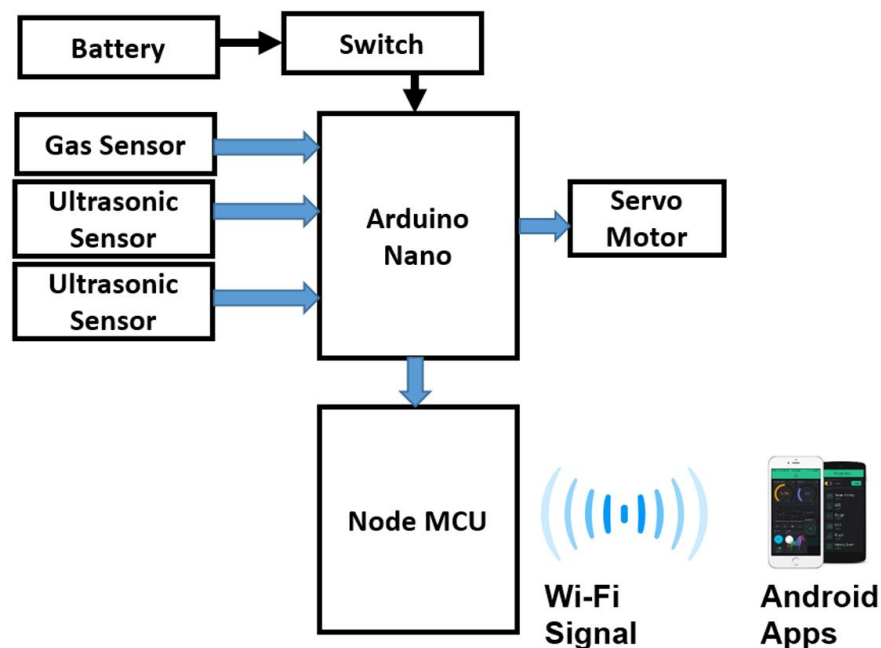 Battery
Switch
Gas Sensor
Ultrasonic
Sensor
Ultrasonic
Sensor
Arduino
Nano
Servo
Motor
Node MCU
Wi-Fi
Signal
Android
Apps